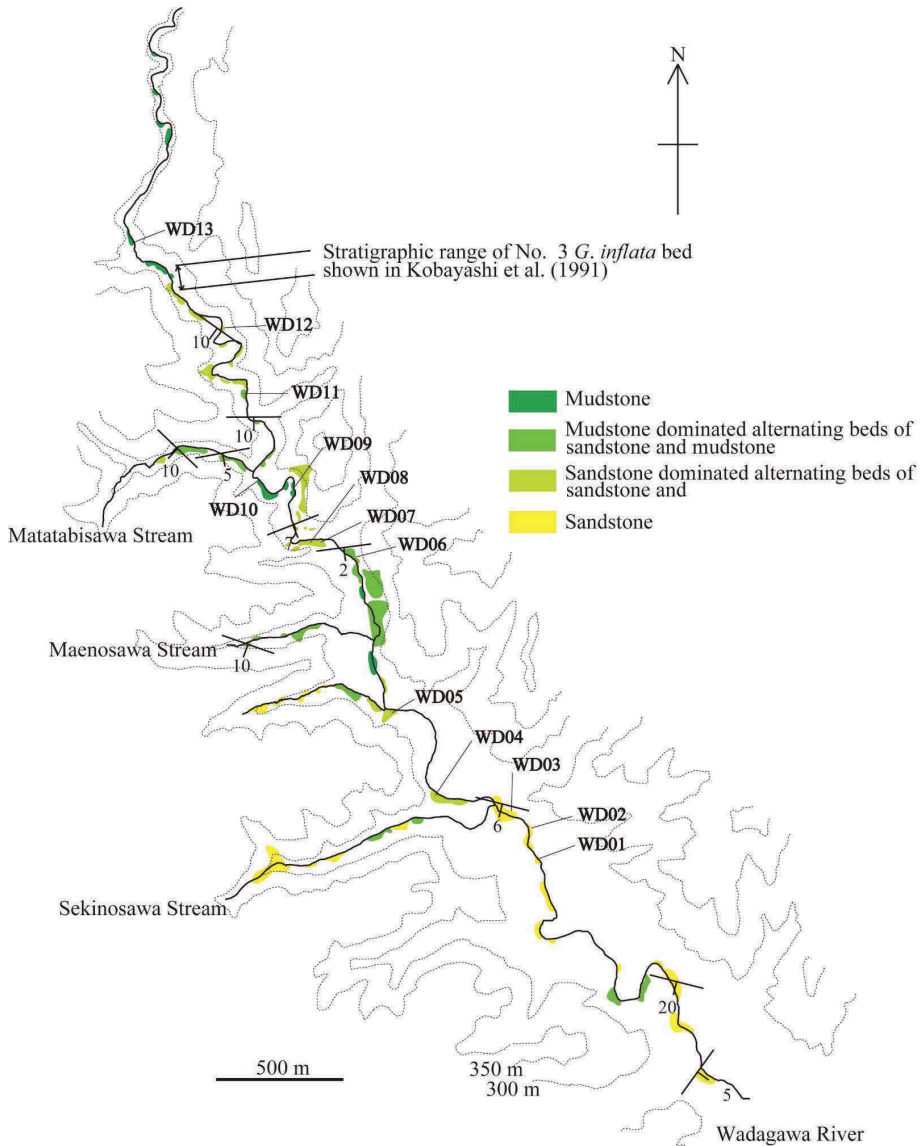 N
WD13
Stratigraphic range of No. 3 G. inflata bed
shown in Kobayashi et al. (1991)
WD12
10
WD11
10
Mudstone
Mudstone dominated alternating beds of
sandstone and mudstone
Sandstone dominated alternating beds of
sandstone and
Sandstone
WD09
10
5
WD08
WD10
WD07
Matatabisawa Stream
WD06
2
Maenosawa Stream
10
WD05
WD04
WD03
6
WD02
WD01
Sekinosawa Stream
20
500 m
350 m
300 m
5
Wadagawa River